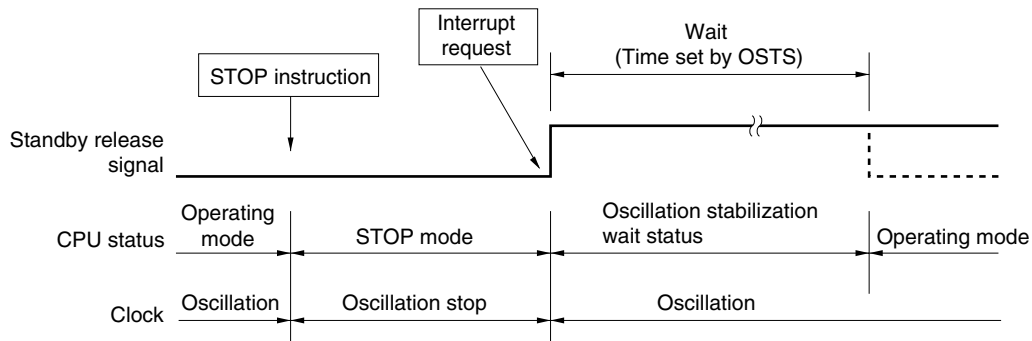 Interrupt
request
Wait
(Time set by OSTS)
STOP instruction
Standby release
signal
Operating
mode
Oscillation stabilization
wait status
CPU status
STOP mode
Operating mode
Clock
Oscillation
Oscillation stop
Oscillation